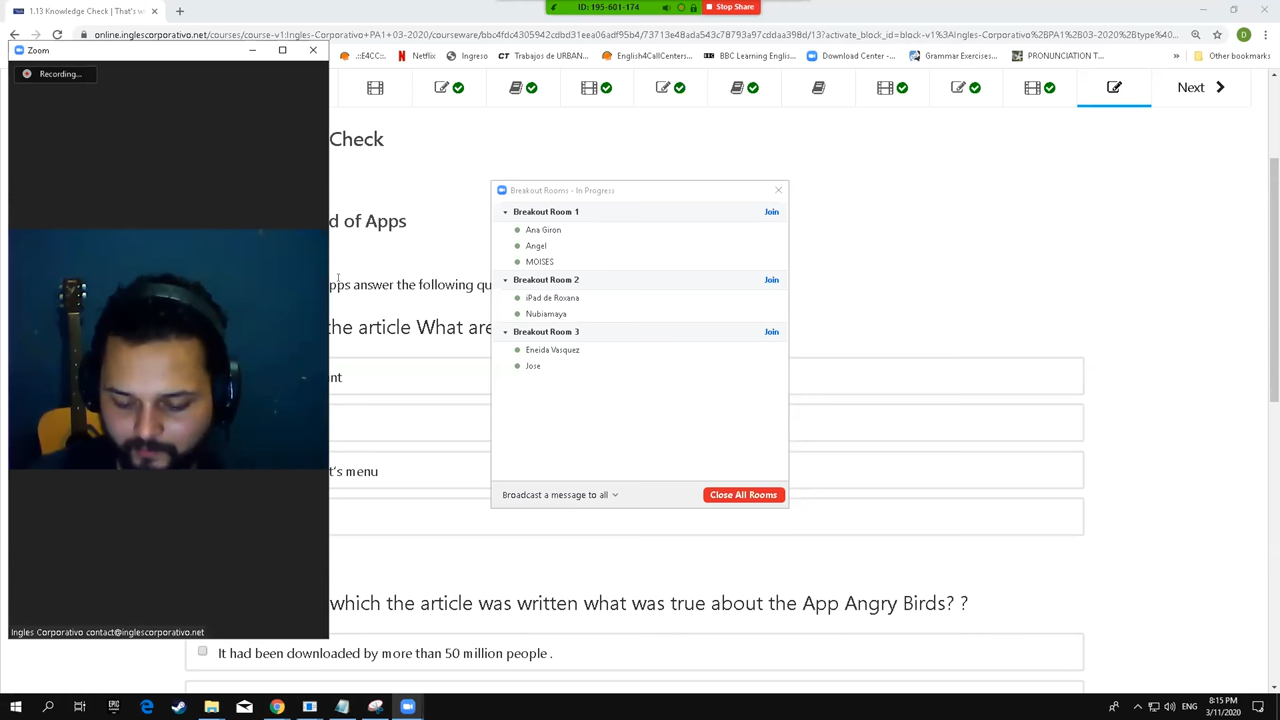 1.13 Knowledge Check | That's w
ID: 195-601-174
Stop Share
online.inglescorporativo.net/courses/course-v1:Ingles-Corporativo+PA1+03-2020/courseware/bbc4fdc4305942cdbd31eea06adf95b4/73713e48ada543cf8793a97cddaa398d/13?activate_block_id=block-v1%3AIngles-Corporativo%2BPA1%2B03-2020%2Btype%40...
D
.::E4CC::.
Netflix
Ingreso
CT Trabajos de URBAN...
English4CallCenters...
BBC Learning Engli...
Download Center -...
Grammar Exercises...
PRONUNCIATION T...
»
Other bookmarks
Zoom
Recording...
Next
Check
d of Apps
pps answer the following qu
the article What are
nt
t's menu
which the article was written what was true about the App Angry Birds? ?
It had been downloaded by more than 50 million people .
Breakout Rooms - In Progress
Breakout Room 1 Join
Ana Giron
Angel
MOISES
Breakout Room 2 Join
iPad de Roxana
Nubiamaya
Breakout Room 3 Join
Eneida Vasquez
Jose
Broadcast a message to all
Close All Rooms
Ingles Corporativo contact@inglescorporativo.net
EPIC
ENG
8:15 PM
3/11/2020